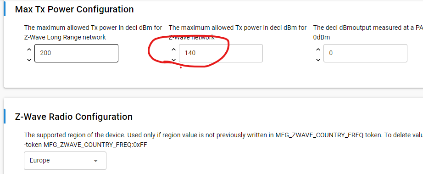 Max Tx Power Configuration
The maximum allowed Tx power in deci dBm for
Z-Wave Long Range network
200
The maximum allowed Tx power in deci dBm for
Z-Wave network
140
The deci dBmoutput measured at a PA
0dBm
0
Z-Wave Radio Configuration
The supported region of the device. Used only if region value is not previously written in MFG_ZWAVE_COUNTRY_FREQ token. To delete valu
-token MFG_ZWAVE_COUNTRY_FREQ:0xFF
Europe